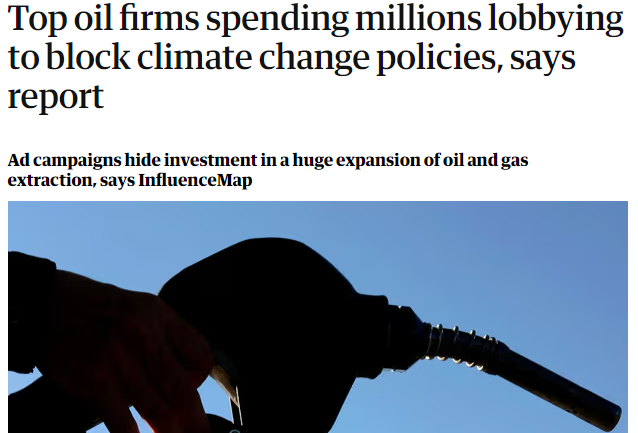 Top oil firms spending millions lobbying
to block climate change policies, says
report
Ad campaigns hide investment in a huge expansion of oil and gas
extraction, says InfluenceMap